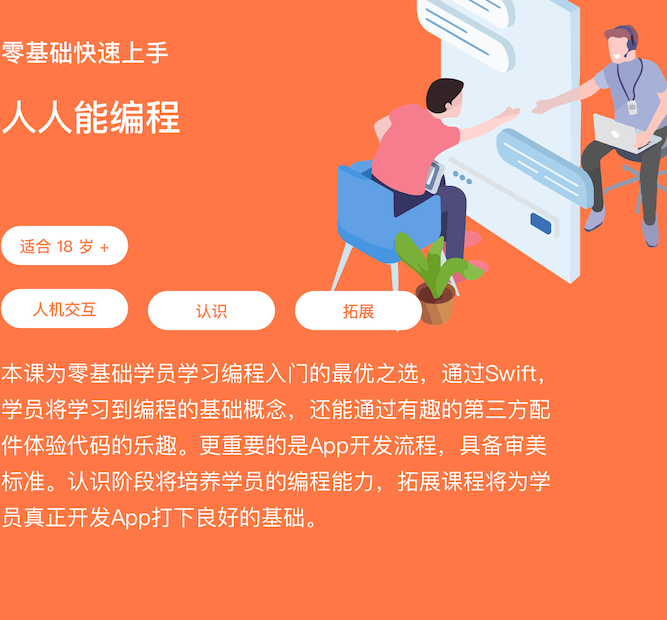 零基础快速上手
人人能编程
适合 18 岁 +
人机交互
认识
拓展
本课为零基础学员学习编程入门的最优之选，通过Swift，
学员将学习到编程的基础概念，还能通过有趣的第三方配
件体验代码的乐趣。更重要的是App开发流程，具备审美
标准。认识阶段将培养学员的编程能力，拓展课程将为学
员真正开发App打下良好的基础。